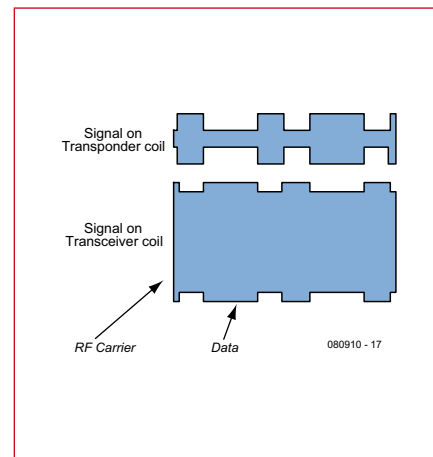 Signal on
Transponder coil
Signal on
Transceiver coil
RF Carrier
Data
080910 - 17